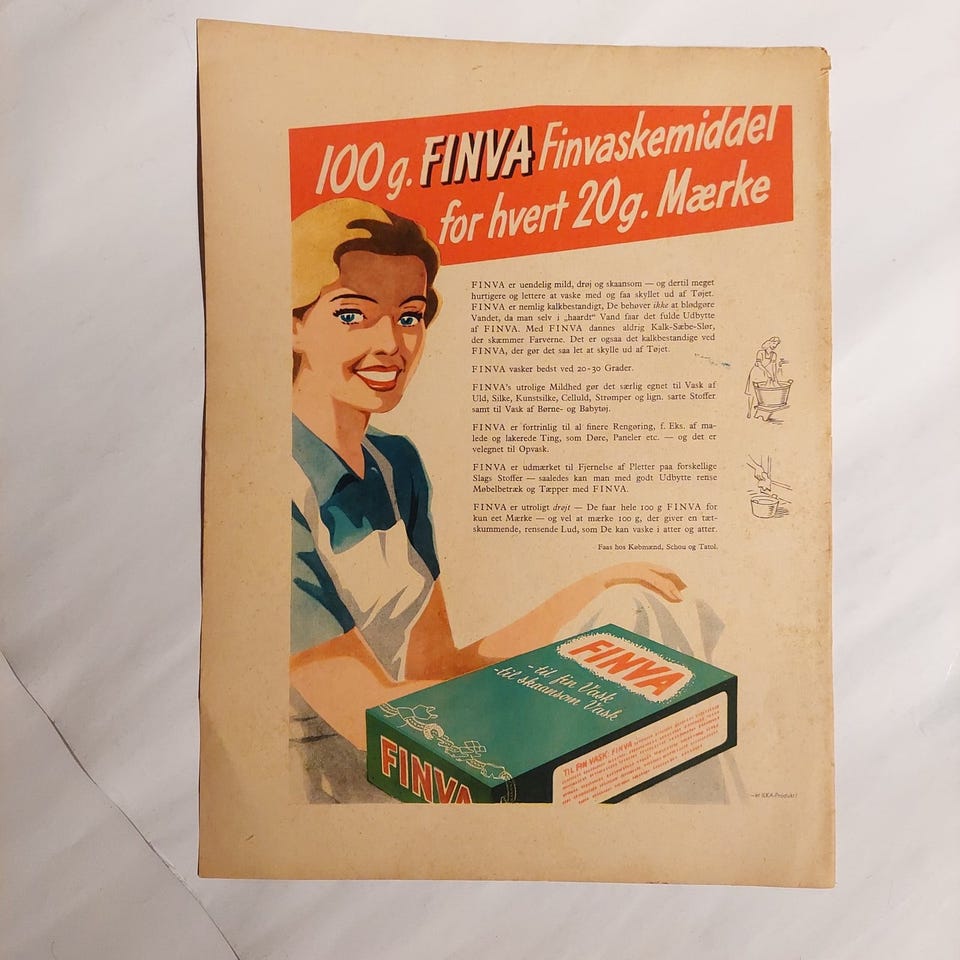 100 g. FINVA Finvaskemiddel
for hvert 20 g. Mærke
FINVA er uendelig mild, drøj og skaansom — og dertil meget
hurtigere og lettere at vaske med og faa skyllet ud af Tøjet.
FINVA er nemlig kalkbestandigt, De behøver ikke at blødgøre
Vandet, da man selv i „haardt“ Vand faar det fulde Udbytte
af FINVA. Med FINVA dannes aldrig Kalk-Sæbe-Slør,
der skæmmer Farverne. Det er ogsaa det kalkbestandige ved
FINVA, der gør det saa let at skylle ud af Tøjet.
FINVA vasker bedst ved 20-30 Grader.
FINVA's utrolige Mildhed gør det særlig egnet til Vask af
Uld, Silke, Kunstsilke, Celluld, Strømper og lign. sarte Stoffer
samt til Vask af Børne- og Babytøj.
FINVA er fortrinlig til al finere Rengøring, f. Eks. af ma-
lede og lakerede Ting, som Døre, Paneler etc. — og det er
velegnet til Opvask.
FINVA er udmærket til Fjernelse af Pletter paa forskellige
Slags Stoffer — saaledes kan man med godt Udbytte rense
Møbelbetræk og Tæpper med FINVA.
FINVA er utroligt drøjt — De faar hele 100 g FINVA for
kun eet Mærke — og vel at mærke 100 g, der giver en tæt-
skummende, rensende Lud, som De kan vaske i atter og atter.
Faas hos Købmænd, Schou og Tatol.
FINVA
- til fin Vask
- til skaansom Vask
FINVA
TIL FIN VASK FINVA
- et ILKA-Produkt!